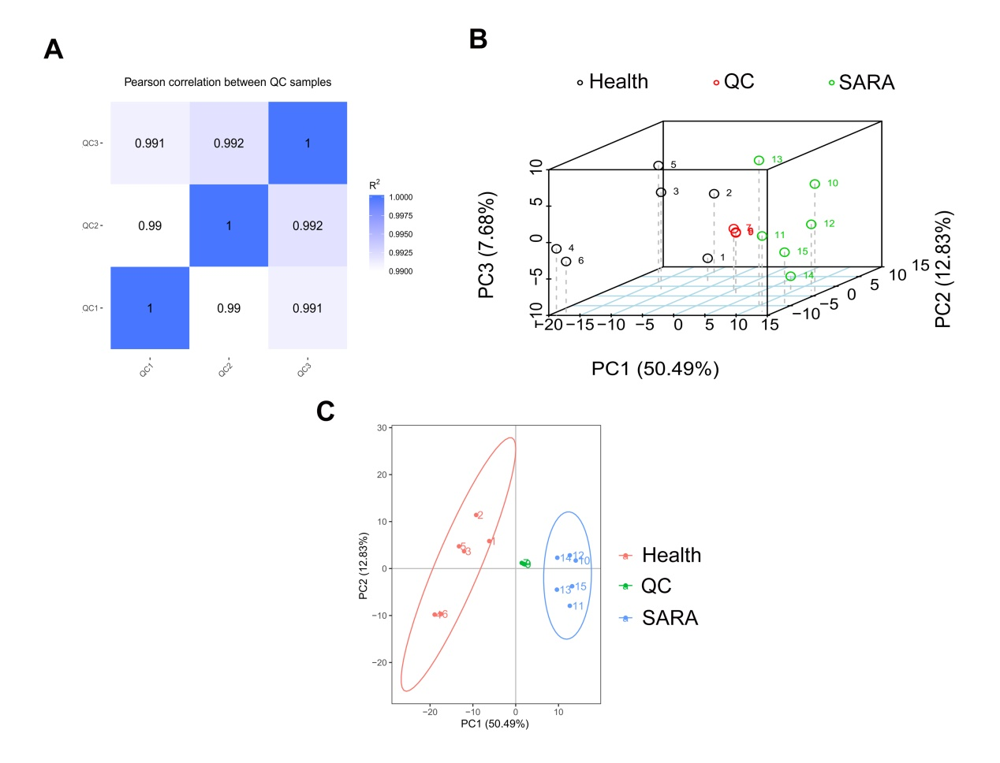 A
Pearson correlation between QC samples
QC3 0.991 0.992 1
QC2 0.99 1 0.992
QC1 1 0.99 0.991
QC1 QC2 QC3
R2
1.0000
0.9975
0.9950
0.9925
0.9900
B
Health QC SARA
5 13
3 2 10
7
11 12
4 6 1 15
14
PC3 (7.68%)
10
5
0
−5
−10
−20 −15 −10 −5 0 5 10 15
PC1 (50.49%)
−10 −5 0 5 10 15
PC2 (12.83%)
C
30
20
10
0
−10
−20
PC2 (12.83%)
2
1
5
3
6
14 12 10
13 15
11
−20 −10 0 10
PC1 (50.49%)
Health
QC
SARA